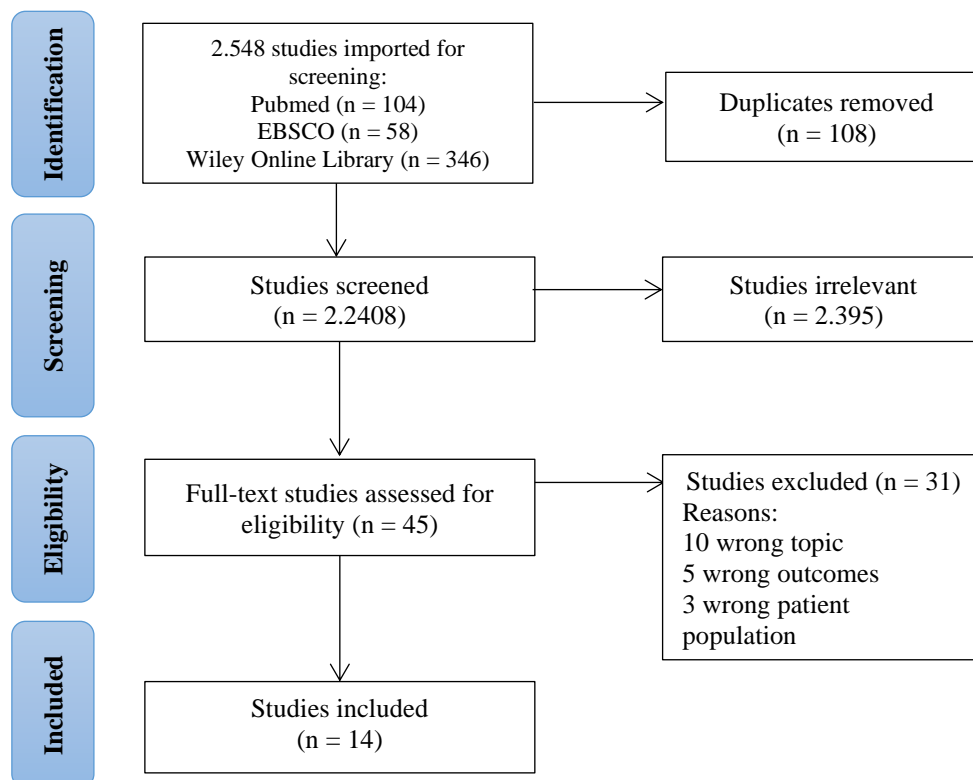 Identification
2.548 studies imported for
screening:
Pubmed (n = 104)
EBSCO (n = 58)
Wiley Online Library (n = 346)
Duplicates removed
(n = 108)
Screening
Studies screened
(n = 2.2408)
Studies irrelevant
(n = 2.395)
Eligibility
Full-text studies assessed for
eligibility (n = 45)
Studies excluded (n = 31)
Reasons:
10 wrong topic
5 wrong outcomes
3 wrong patient
population
Included
Studies included
(n = 14)